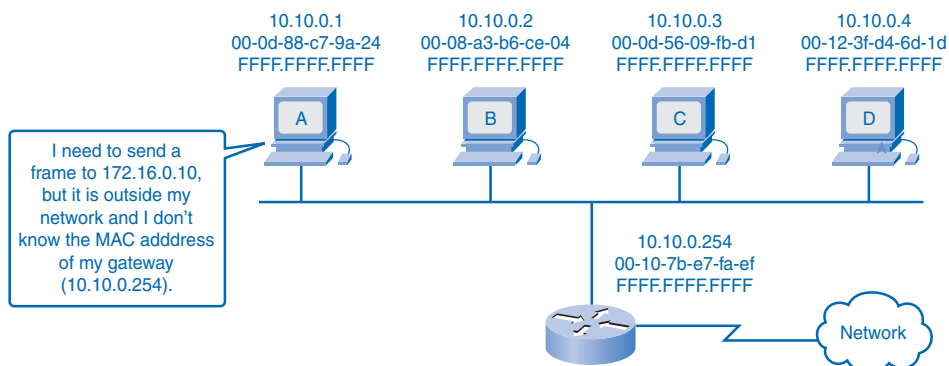 10.10.0.1
00-0d-88-c7-9a-24
FFFF.FFFF.FFFF
10.10.0.2
00-08-a3-b6-ce-04
FFFF.FFFF.FFFF
10.10.0.3
00-0d-56-09-fb-d1
FFFF.FFFF.FFFF
10.10.0.4
00-12-3f-d4-6d-1d
FFFF.FFFF.FFFF
A
B
C
D
A
I need to send a
frame to 172.16.0.10,
but it is outside my
network and I don't
know the MAC adddress
of my gateway
(10.10.0.254).
10.10.0.254
00-10-7b-e7-fa-ef
FFFF.FFFF.FFFF
Network